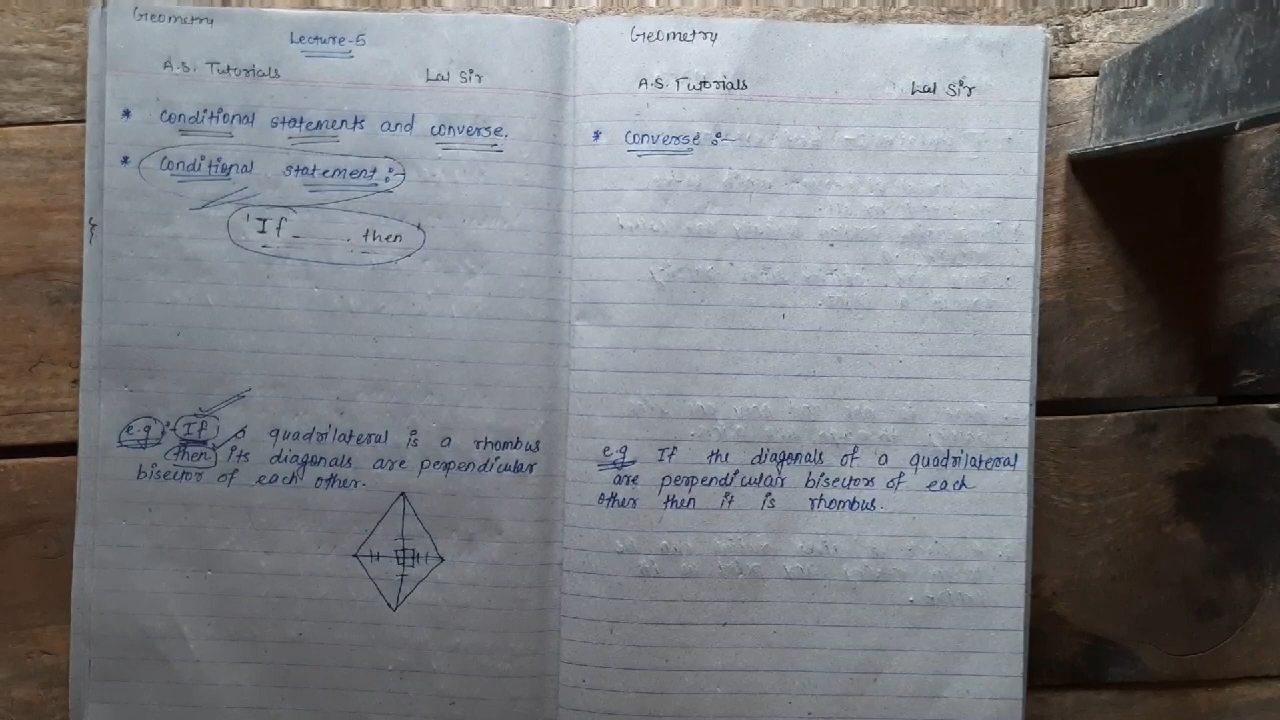 Geometry
Lecture-5
A.S. Tutorials Lal Sir
* Conditional statements and converse.
* Conditional statement :-
'If _ . . then'
e.g :- If a quadrilateral is a rhombus
then its diagonals are perpendicular
bisector of each other.
Geometry
A.S. Tutorials Lal Sir
* Converse :-
e.g If the diagonals of a quadrilateral
are perpendicular bisectors of each
other then it is rhombus.